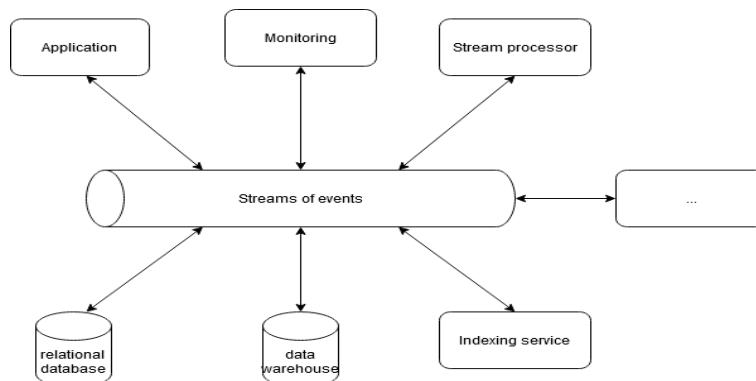 Application
Monitoring
Stream processor
Streams of events
...
relational
database
data
warehouse
Indexing service